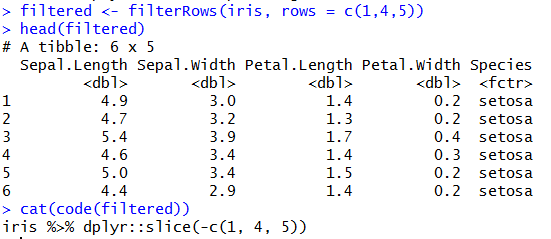 > filtered <- filterRows(iris, rows = c(1,4,5))
> head(filtered)
# A tibble: 6 x 5
  Sepal.Length Sepal.Width Petal.Length Petal.Width Species
         <dbl>       <dbl>        <dbl>       <dbl>  <fctr>
1          4.9         3.0          1.4         0.2  setosa
2          4.7         3.2          1.3         0.2  setosa
3          5.4         3.9          1.7         0.4  setosa
4          4.6         3.4          1.4         0.3  setosa
5          5.0         3.4          1.5         0.2  setosa
6          4.4         2.9          1.4         0.2  setosa
> cat(code(filtered))
iris %>% dplyr::slice(-c(1, 4, 5))